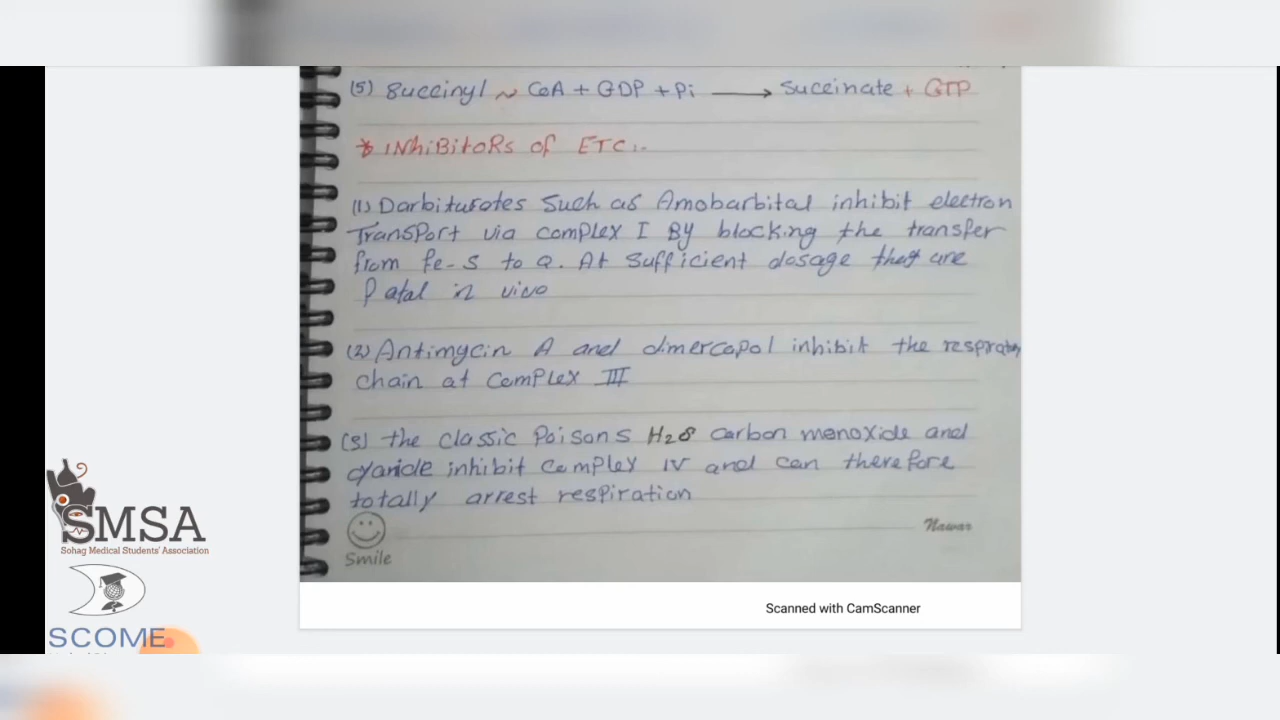 (5) Succinyl ~ CoA + GDP + Pi ⟶ Succinate + GTP
* INhiBitoRs of ETC:-
(1) Darbiturates Such as Amobarbital inhibit electron
Transport via complex I By blocking the transfer
from fe-S to Q. At Sufficient dosage they are
fatal in vivo
(2) Antimycin A and dimercapol inhibit the respiratory
chain at complex III
(3) the classic Poisons H2S carbon monoxide and
cyanide inhibit complex IV and can therefore
totally arrest respiration
Smile
Nawar
Scanned with CamScanner
SMSA
Sohag Medical Students' Association
SCOME